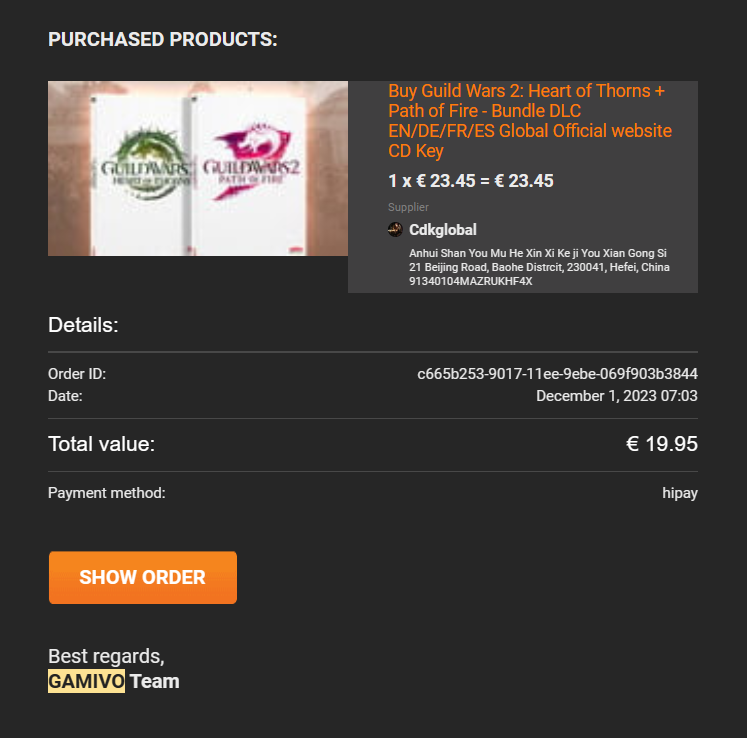 PURCHASED PRODUCTS:
GUILD WARS 2
HEART OF THORNS
GUILD WARS 2
PATH OF FIRE
Buy Guild Wars 2: Heart of Thorns +
Path of Fire - Bundle DLC
EN/DE/FR/ES Global Official website
CD Key
1 x € 23.45 = € 23.45
Supplier
Cdkglobal
Anhui Shan You Mu He Xin Xi Ke ji You Xian Gong Si
21 Beijing Road, Baohe Distrcit, 230041, Hefei, China
91340104MAZRUKHF4X
Details:
Order ID: c665b253-9017-11ee-9ebe-069f903b3844
Date: December 1, 2023 07:03
Total value: € 19.95
Payment method: hipay
SHOW ORDER
Best regards,
GAMIVO Team